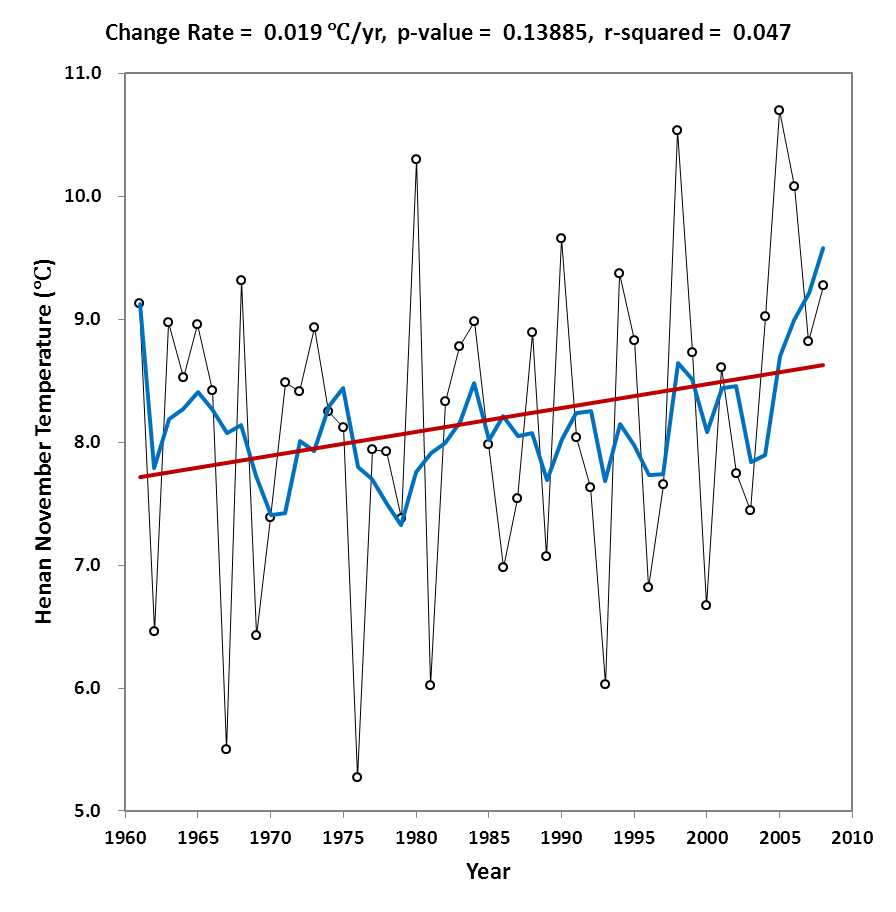 Change Rate = 0.019 ℃/yr, p-value = 0.13885, r-squared = 0.047
11.0
10.0
9.0
8.0
7.0
6.0
5.0
Henan November Temperature (℃)
1960 1965 1970 1975 1980 1985 1990 1995 2000 2005 2010
Year